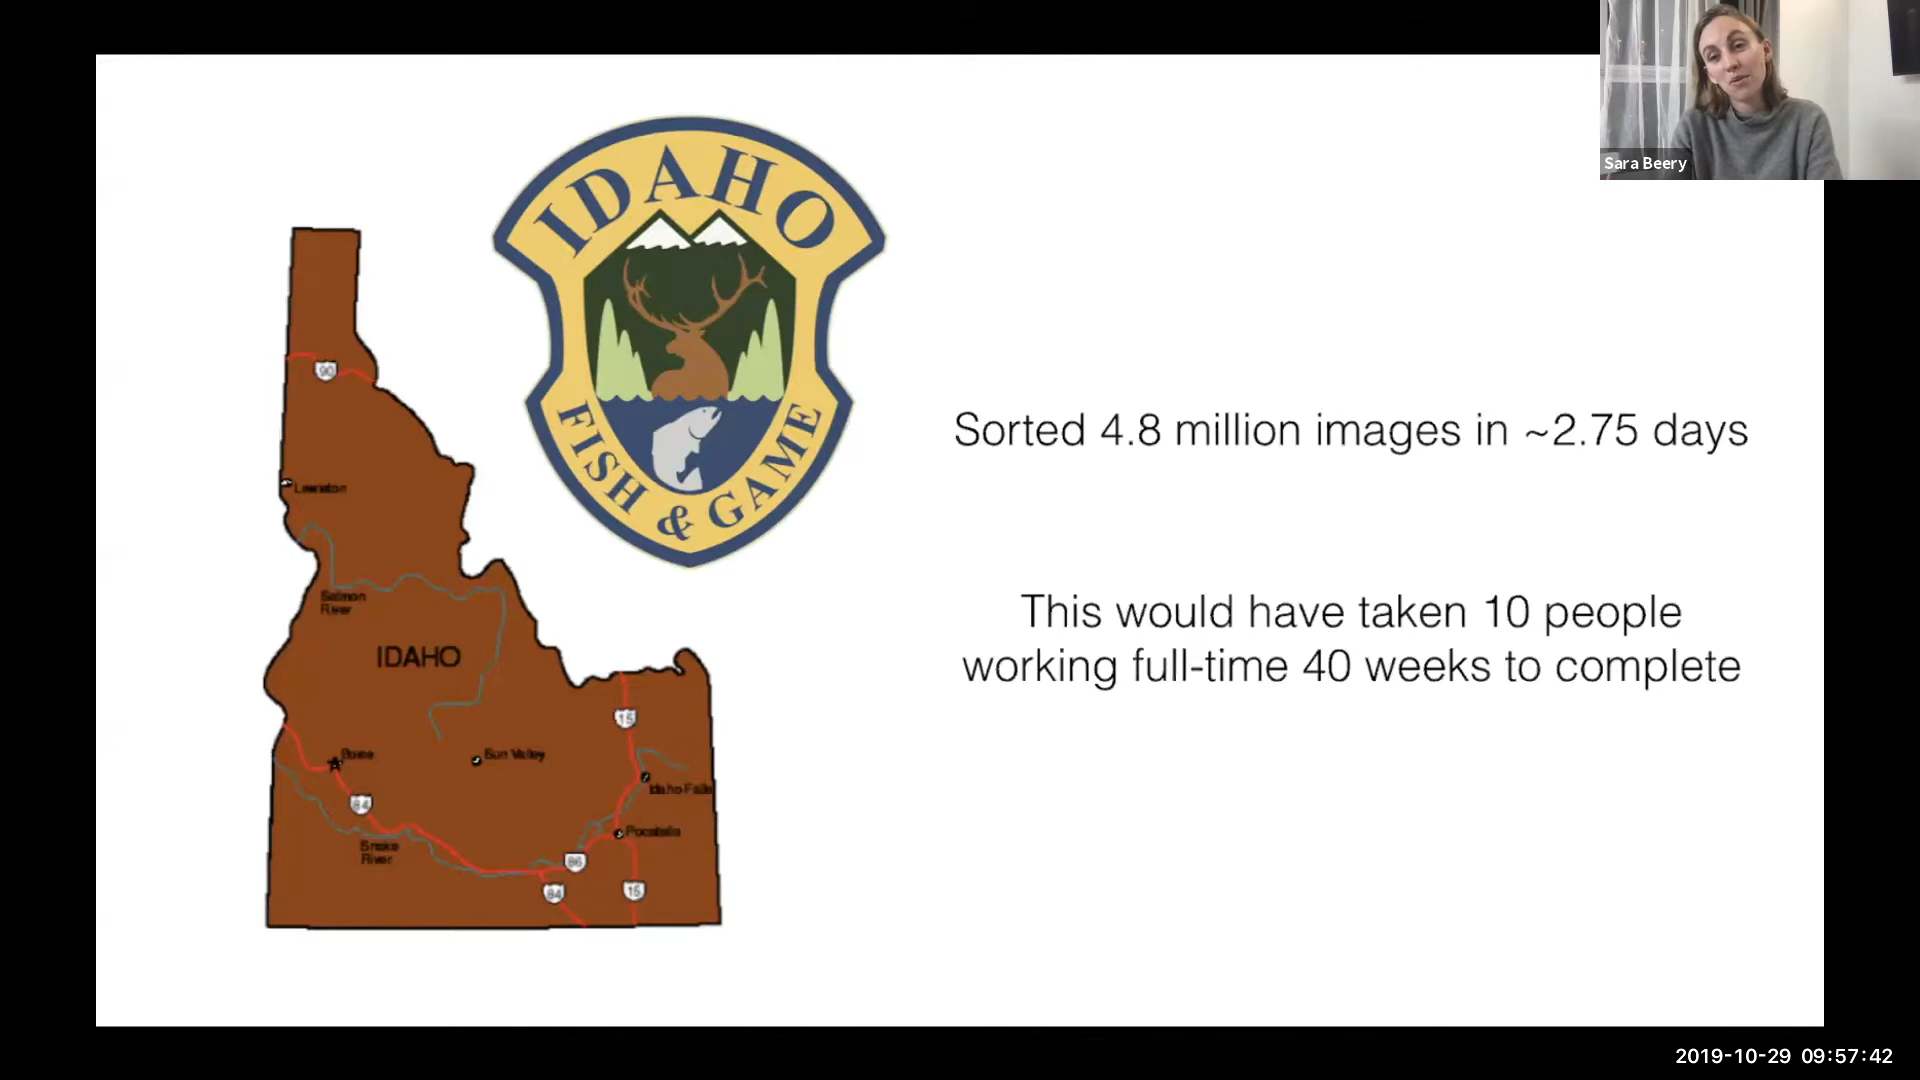 Sara Beery
IDAHO
FISH & GAME
Sorted 4.8 million images in ~2.75 days
This would have taken 10 people
working full-time 40 weeks to complete
90
Lewiston
Salmon
River
IDAHO
15
Boise
Sun Valley
Idaho Falls
84
Pocatello
Snake
River
86
84
15
2019-10-29 09:57:42